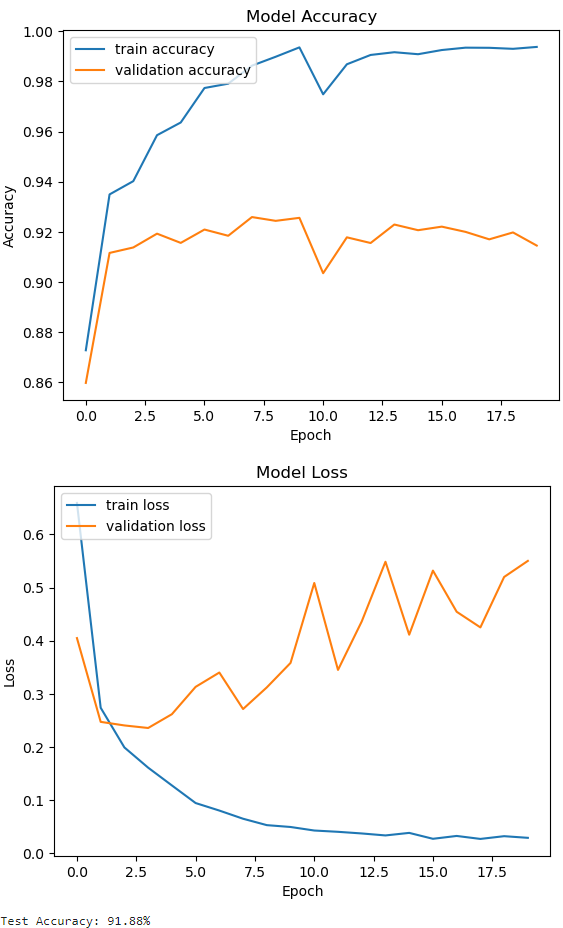 Model Accuracy
1.00
0.98
0.96
0.94
0.92
0.90
0.88
0.86
Accuracy
train accuracy
validation accuracy
0.0 2.5 5.0 7.5 10.0 12.5 15.0 17.5
Epoch
Model Loss
0.6
0.5
0.4
0.3
0.2
0.1
0.0
Loss
train loss
validation loss
0.0 2.5 5.0 7.5 10.0 12.5 15.0 17.5
Epoch
Test Accuracy: 91.88%